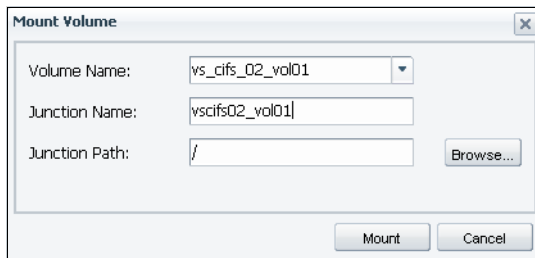 Mount Volume
Volume Name: vs_cifs_02_vol01
Junction Name: vscifs02_vol01
Junction Path: / Browse...
Mount Cancel